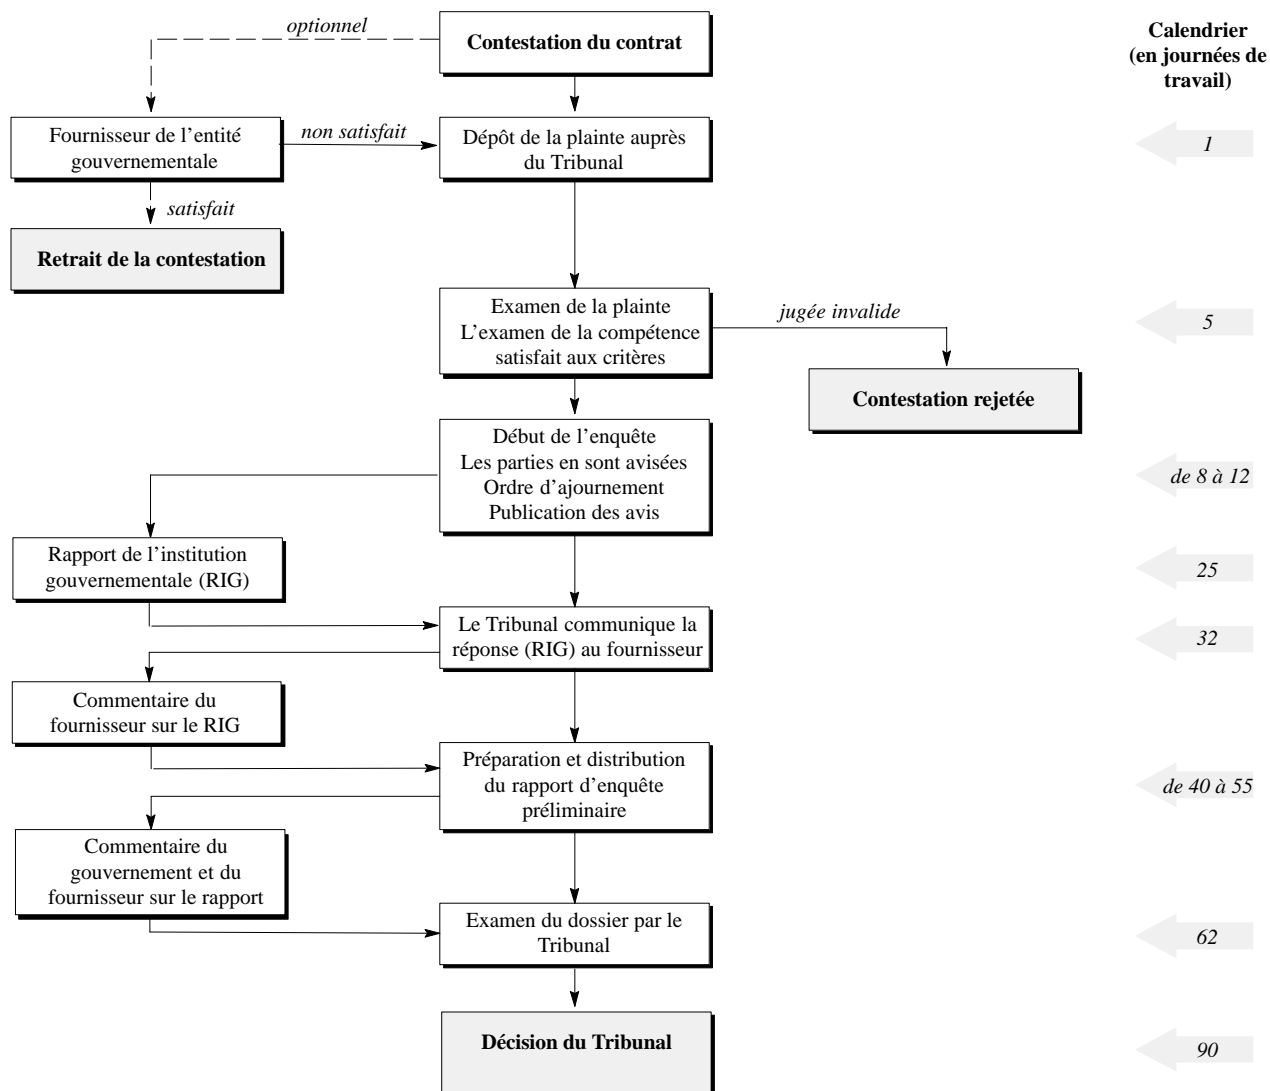 optionnel
Contestation du contrat
Calendrier
(en journées de
travail)
Fournisseur de l’entité
gouvernementale
non satisfait
Dépôt de la plainte auprès
du Tribunal
1
satisfait
Retrait de la contestation
Examen de la plainte
L’examen de la compétence
satisfait aux critères
jugée invalide
5
Contestation rejetée
Début de l’enquête
Les parties en sont avisées
Ordre d’ajournement
Publication des avis
de 8 à 12
Rapport de l’institution
gouvernementale (RIG)
25
Le Tribunal communique la
réponse (RIG) au fournisseur
32
Commentaire du
fournisseur sur le RIG
Préparation et distribution
du rapport d’enquête
préliminaire
de 40 à 55
Commentaire du
gouvernement et du
fournisseur sur le rapport
Examen du dossier par le
Tribunal
62
Décision du Tribunal
90